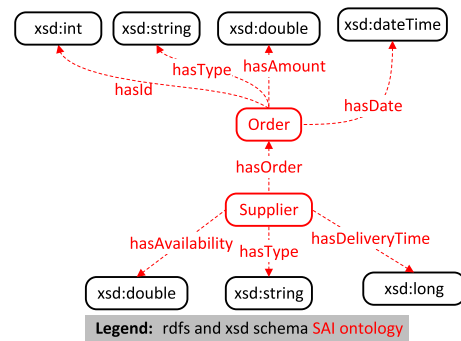 xsd:int xsd:string xsd:double xsd:dateTime
hasType hasAmount
hasId hasDate
Order
hasOrder
Supplier
hasAvailability hasType hasDeliveryTime
xsd:double xsd:string xsd:long
Legend: rdfs and xsd schema SAI ontology